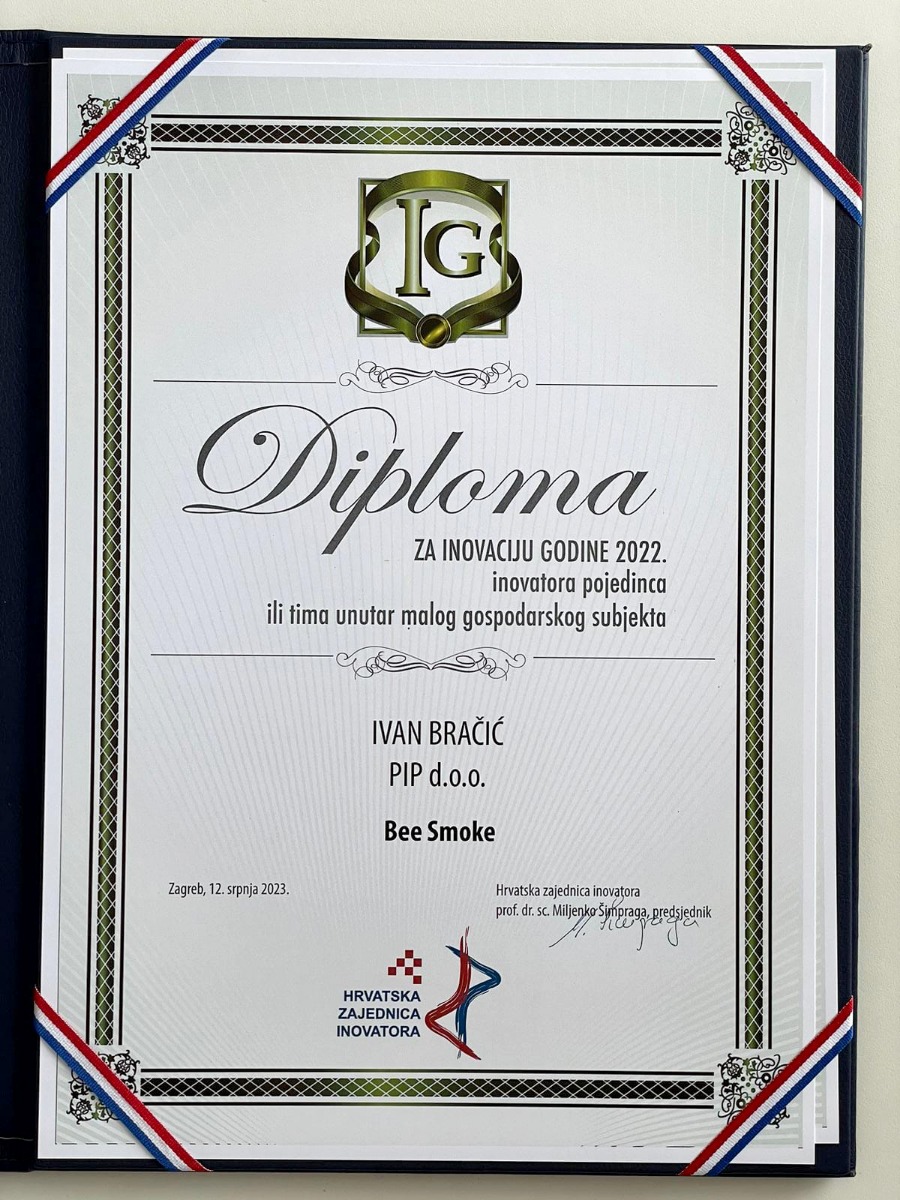 IG
Diploma
ZA INOVACIJU GODINE 2022.
inovatora pojedinca
ili tima unutar malog gospodarskog subjekta
IVAN BRAČIĆ
PIP d.o.o.
Bee Smoke
Zagreb, 12. srpnja 2023.
Hrvatska zajednica inovatora
prof. dr. sc. Miljenko Šimpraga, predsjednik
HRVATSKA
ZAJEDNICA
INOVATORA